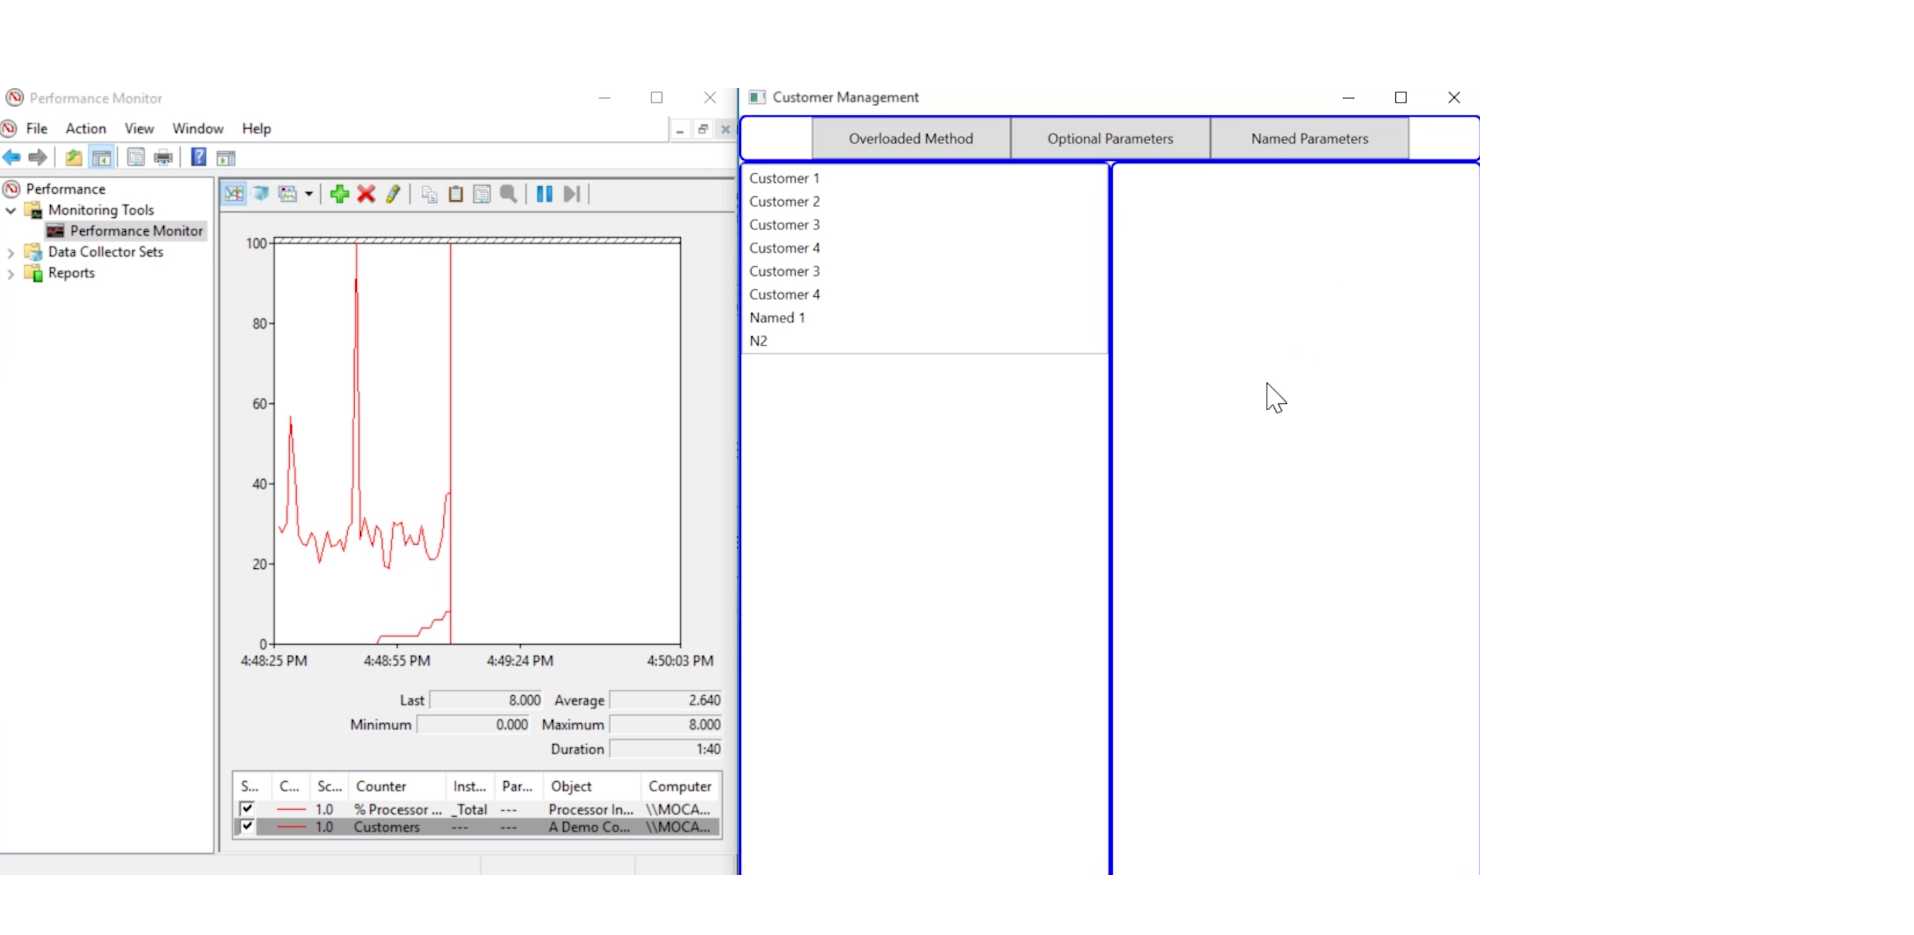 Performance Monitor
File Action View Window Help
Performance
Monitoring Tools
Performance Monitor
Data Collector Sets
Reports
100
80
60
40
20
0
4:48:25 PM 4:48:55 PM 4:49:24 PM 4:50:03 PM
Last 8.000 Average 2.640
Minimum 0.000 Maximum 8.000
Duration 1:40
S... C... Sc... Counter Inst... Par... Object Computer
1.0 % Processor ... _Total --- Processor In... \\MOCA...
1.0 Customers --- --- A Demo Co... \\MOCA...
Customer Management
Overloaded Method Optional Parameters Named Parameters
Customer 1
Customer 2
Customer 3
Customer 4
Customer 3
Customer 4
Named 1
N2